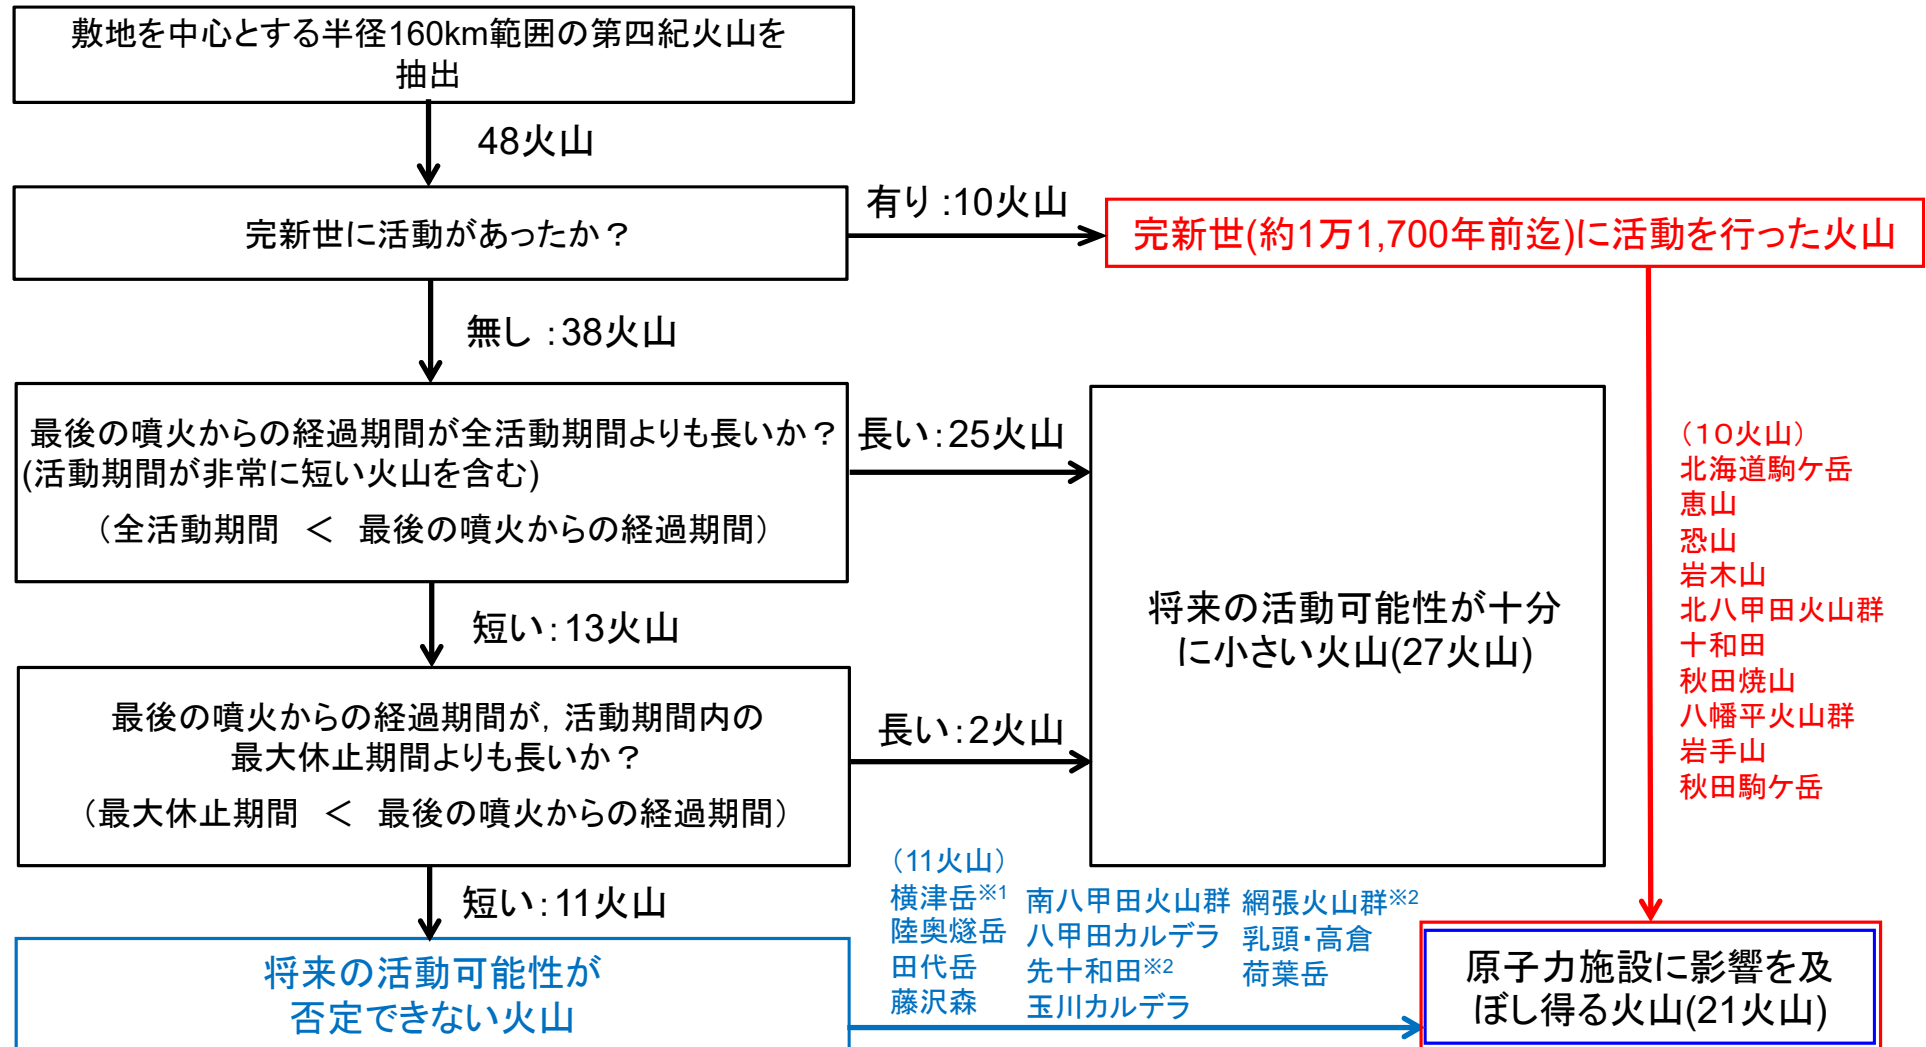 敷地を中心とする半径160km範囲の第四紀火山を
抽出
48火山
完新世に活動があったか？
有り：10火山
完新世(約1万1,700年前迄)に活動を行った火山
無し：38火山
最後の噴火からの経過期間が全活動期間よりも長いか？
(活動期間が非常に短い火山を含む)
（全活動期間 ＜ 最後の噴火からの経過期間）
長い：25火山
将来の活動可能性が十分
に小さい火山(27火山)
（10火山）
北海道駒ケ岳
恵山
恐山
岩木山
北八甲田火山群
十和田
秋田焼山
八幡平火山群
岩手山
秋田駒ケ岳
短い：13火山
最後の噴火からの経過期間が，活動期間内の
最大休止期間よりも長いか？
（最大休止期間 ＜ 最後の噴火からの経過期間）
長い：2火山
短い：11火山
将来の活動可能性が
否定できない火山
（11火山）
横津岳※1
陸奥燧岳
田代岳
藤沢森
南八甲田火山群
八甲田カルデラ
先十和田※2
玉川カルデラ
網張火山群※2
乳頭・高倉
荷葉岳
原子力施設に影響を及
ぼし得る火山(21火山)